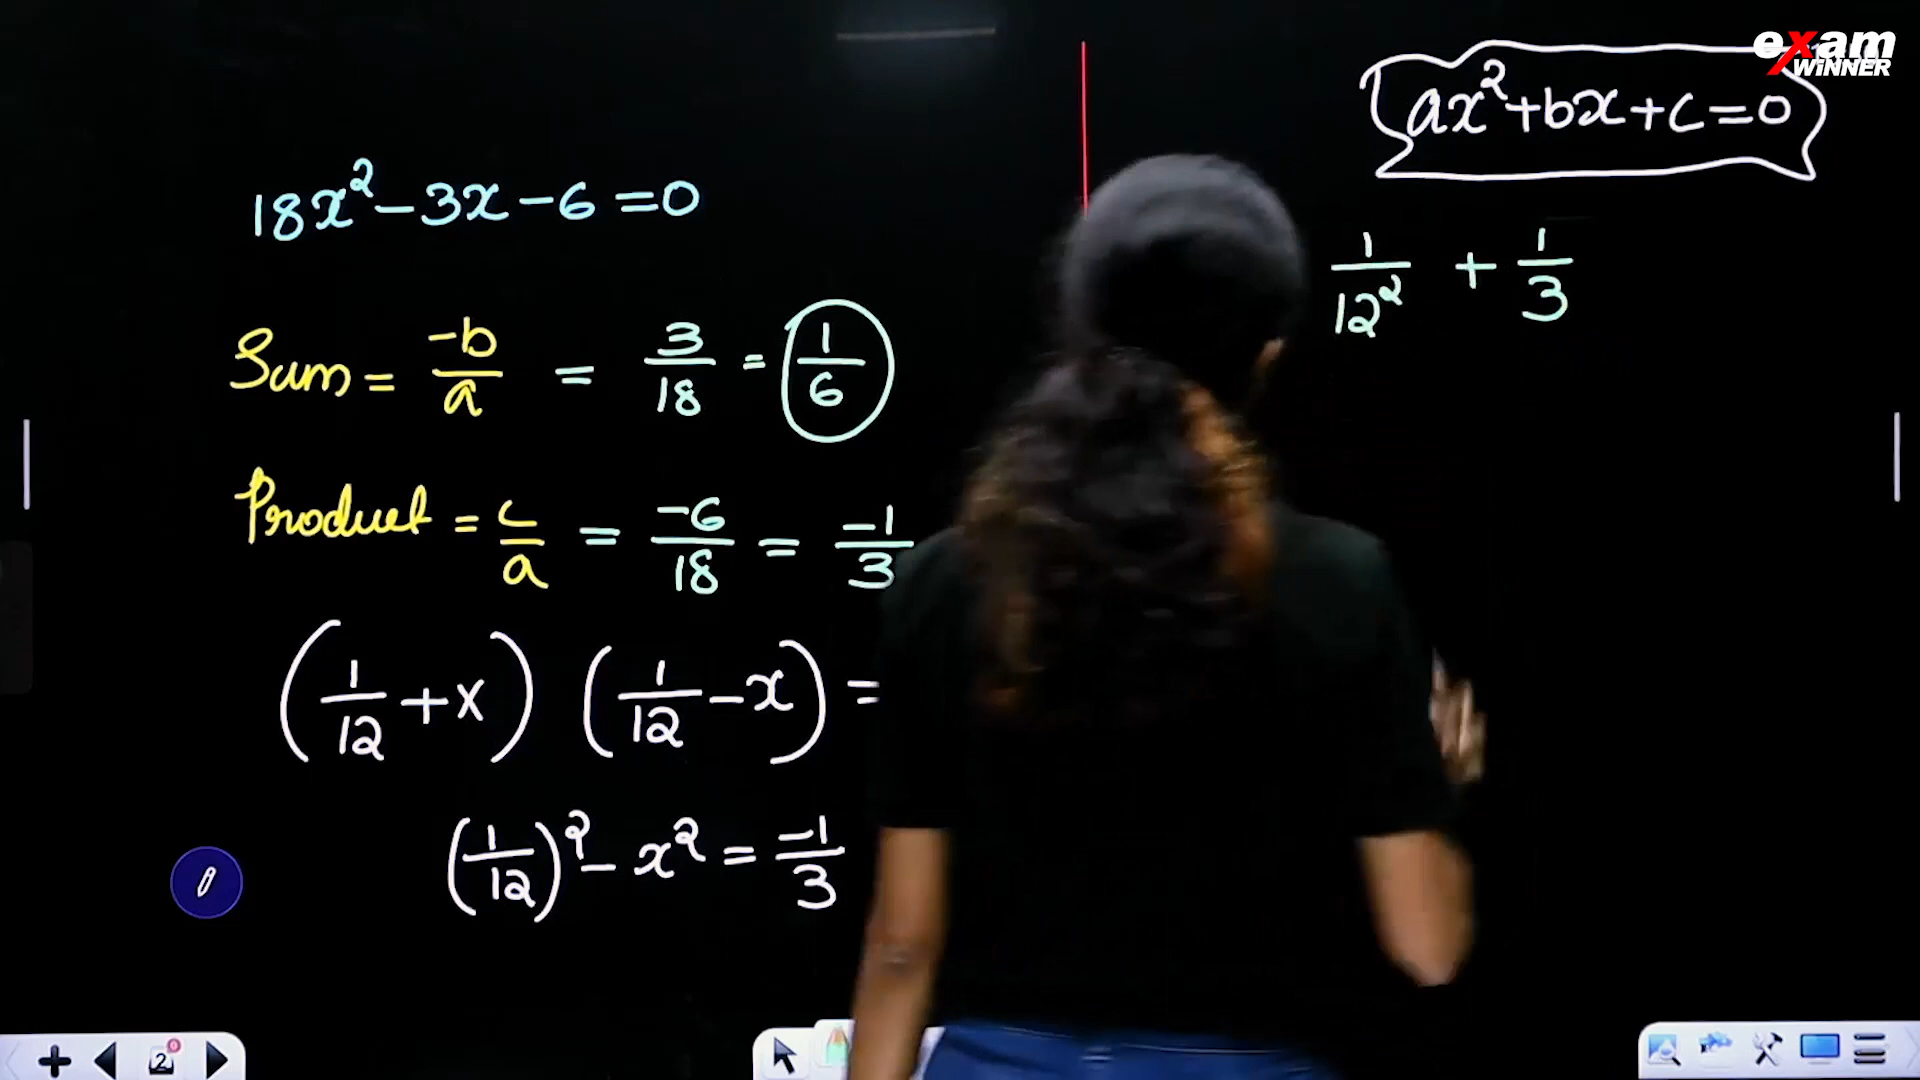 exam
WiNNER
ax²+bx+c=0
18x²-3x-6=0
Sum = -b/a = 3/18 = 1/6
Product = c/a = -6/18 = -1/3
(1/12+x) (1/12-x) =
(1/12)² - x² = -1/3
1/12² + 1/3
2